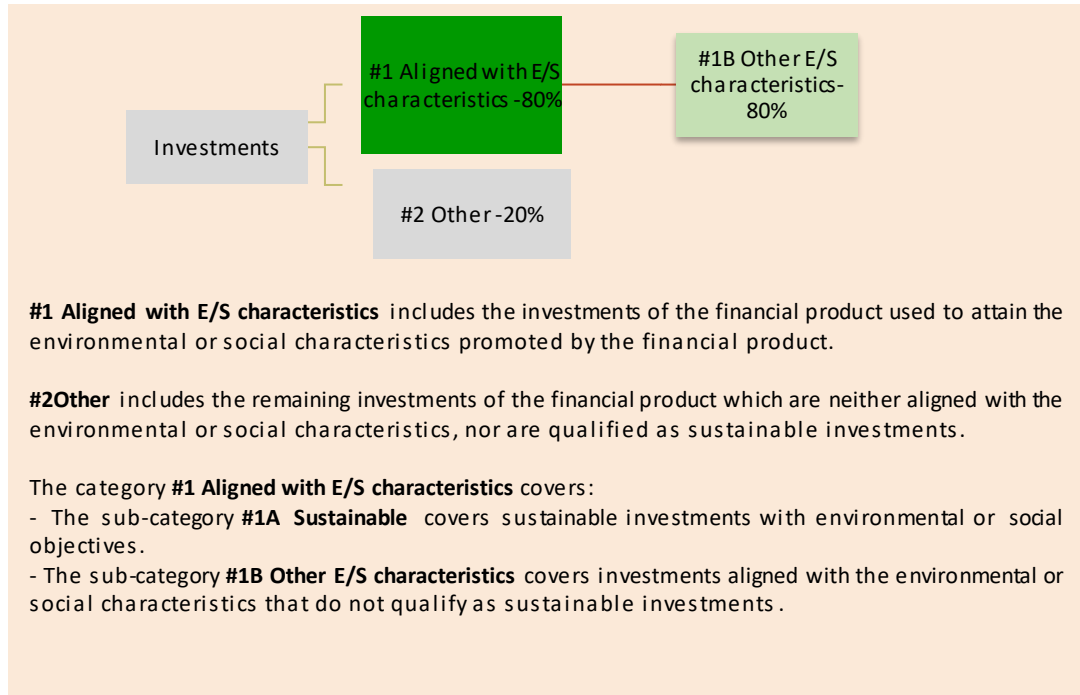 #1 Aligned with E/S
characteristics -80%
#1B Other E/S
characteristics-
80%
Investments
#2 Other -20%
#1 Aligned with E/S characteristics includes the investments of the financial product used to attain the
environmental or social characteristics promoted by the financial product.
#2Other includes the remaining investments of the financial product which are neither aligned with the
environmental or social characteristics, nor are qualified as sustainable investments.
The category #1 Aligned with E/S characteristics covers:
- The sub-category #1A Sustainable covers sustainable investments with environmental or social
objectives.
- The sub-category #1B Other E/S characteristics covers investments aligned with the environmental or
social characteristics that do not qualify as sustainable investments.